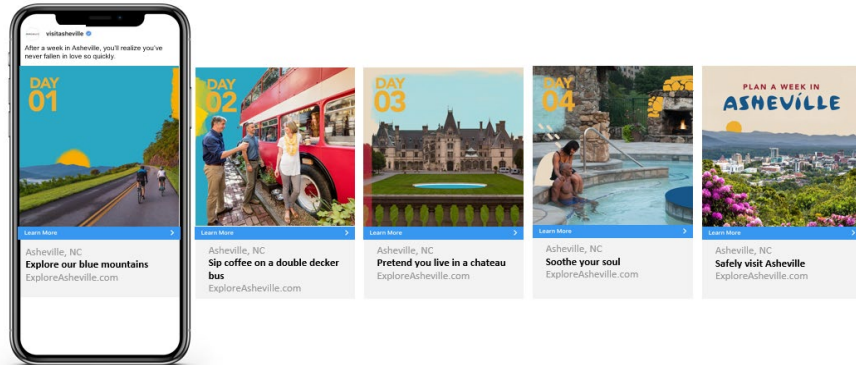 visitasheville
After a week in Asheville, you'll realize you've
never fallen in love so quickly.
DAY
01
Learn More
Asheville, NC
Explore our blue mountains
ExploreAsheville.com
DAY
02
Learn More
Asheville, NC
Sip coffee on a double decker
bus
ExploreAsheville.com
DAY
03
Learn More
Asheville, NC
Pretend you live in a chateau
ExploreAsheville.com
DAY
04
Learn More
Asheville, NC
Soothe your soul
ExploreAsheville.com
PLAN A WEEK IN
ASHEVILLE
Learn More
Asheville, NC
Safely visit Asheville
ExploreAsheville.com